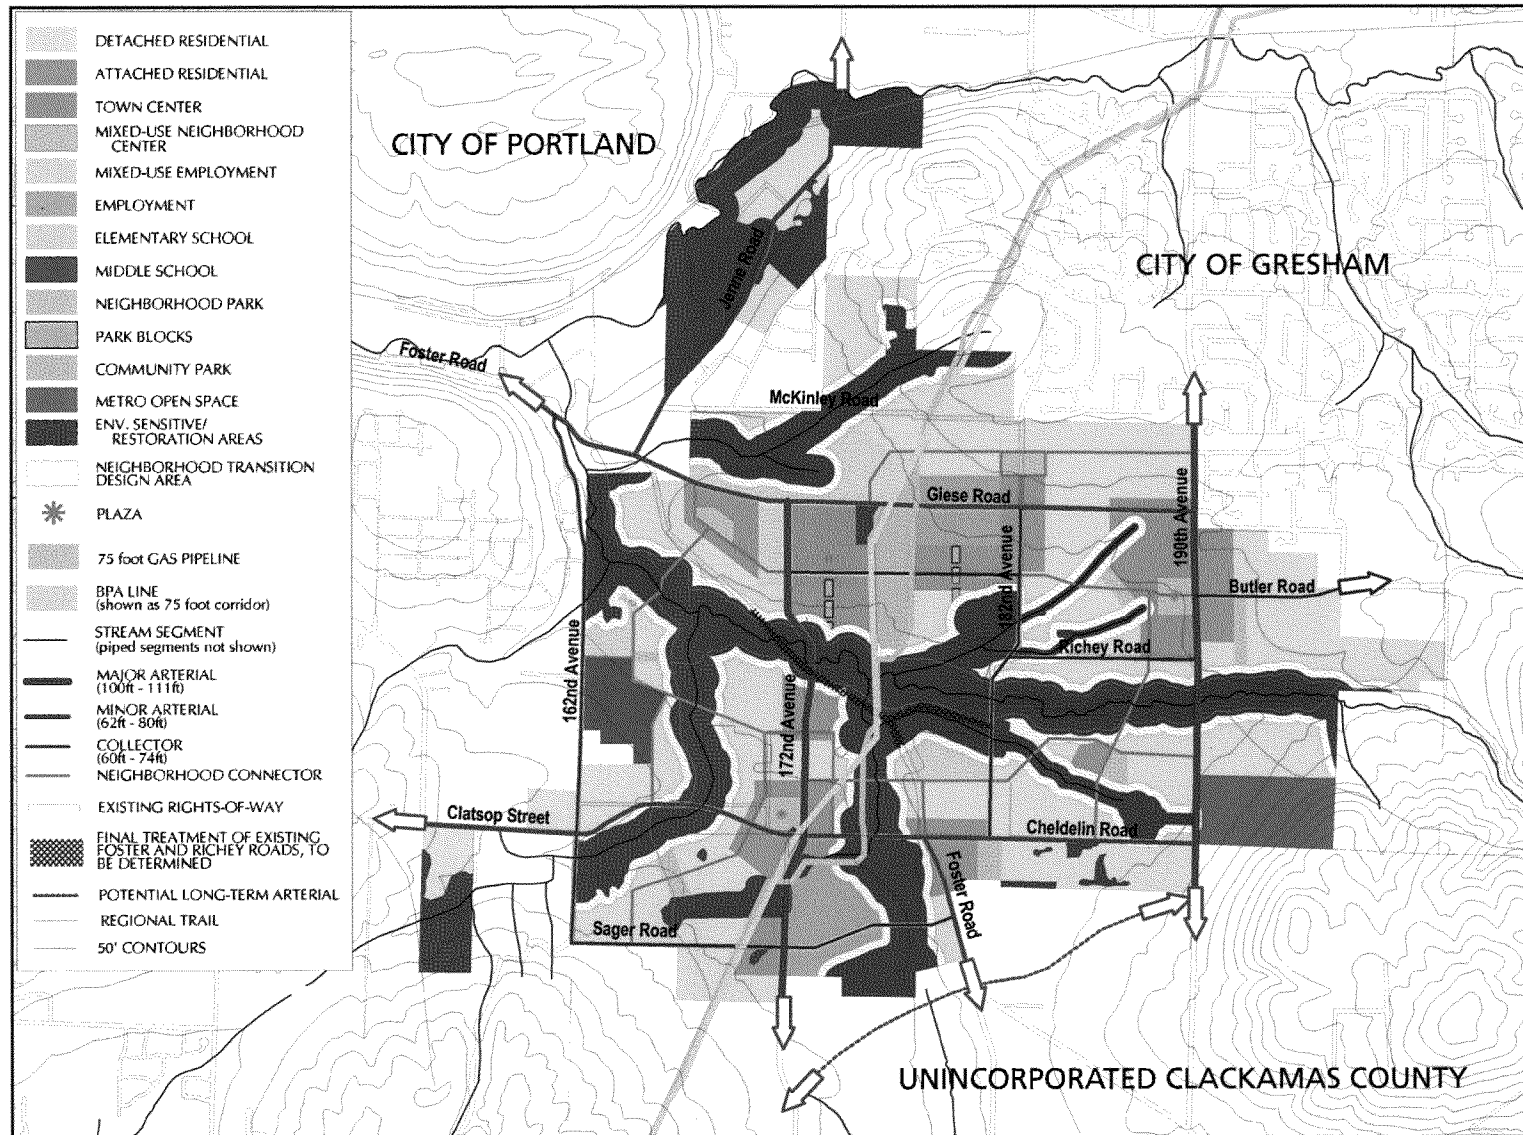 DETACHED RESIDENTIAL
ATTACHED RESIDENTIAL
TOWN CENTER
MIXED-USE NEIGHBORHOOD
CENTER
MIXED-USE EMPLOYMENT
EMPLOYMENT
ELEMENTARY SCHOOL
MIDDLE SCHOOL
NEIGHBORHOOD PARK
PARK BLOCKS
COMMUNITY PARK
METRO OPEN SPACE
ENV. SENSITIVE/
RESTORATION AREAS
NEIGHBORHOOD TRANSITION
DESIGN AREA
PLAZA
75 foot GAS PIPELINE
BPA LINE
(shown as 75 foot corridor)
STREAM SEGMENT
(piped segments not shown)
MAJOR ARTERIAL
(100ft - 111ft)
MINOR ARTERIAL
(62ft - 80ft)
COLLECTOR
(60ft - 74ft)
NEIGHBORHOOD CONNECTOR
EXISTING RIGHTS-OF-WAY
FINAL TREATMENT OF EXISTING
FOSTER AND RICHEY ROADS, TO
BE DETERMINED
POTENTIAL LONG-TERM ARTERIAL
REGIONAL TRAIL
50' CONTOURS
CITY OF PORTLAND
CITY OF GRESHAM
Jenne Road
Foster Road
McKinley Road
Giese Road
190th Avenue
182nd Avenue
Butler Road
Richey Road
162nd Avenue
172nd Avenue
Clatsop Street
Cheldelin Road
Foster Road
Sager Road
UNINCORPORATED CLACKAMAS COUNTY